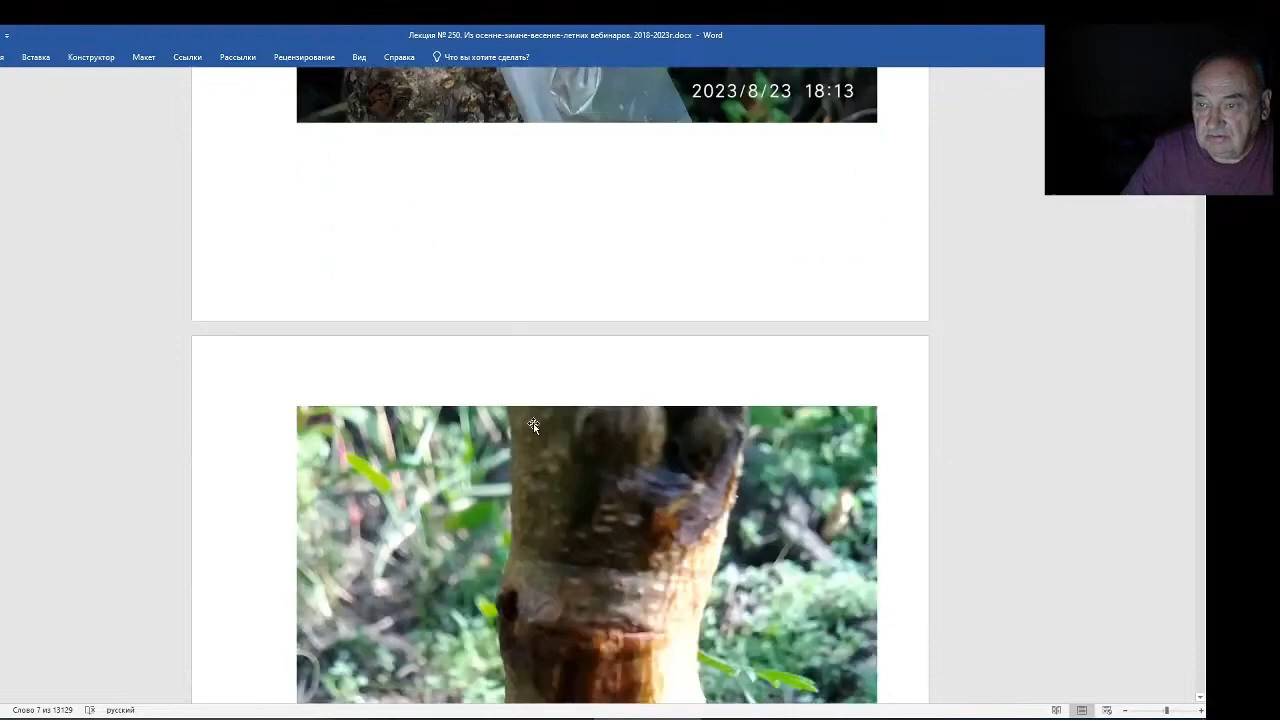 Лекция № 250. Из осенне-зимне-весенне-летних вебинаров. 2018-2023г.docx - Word
я Вставка Конструктор Макет Ссылки Рассылки Рецензирование Вид Справка Что вы хотите сделать?
2023/8/23 18:13
Слово 7 из 13129 русский